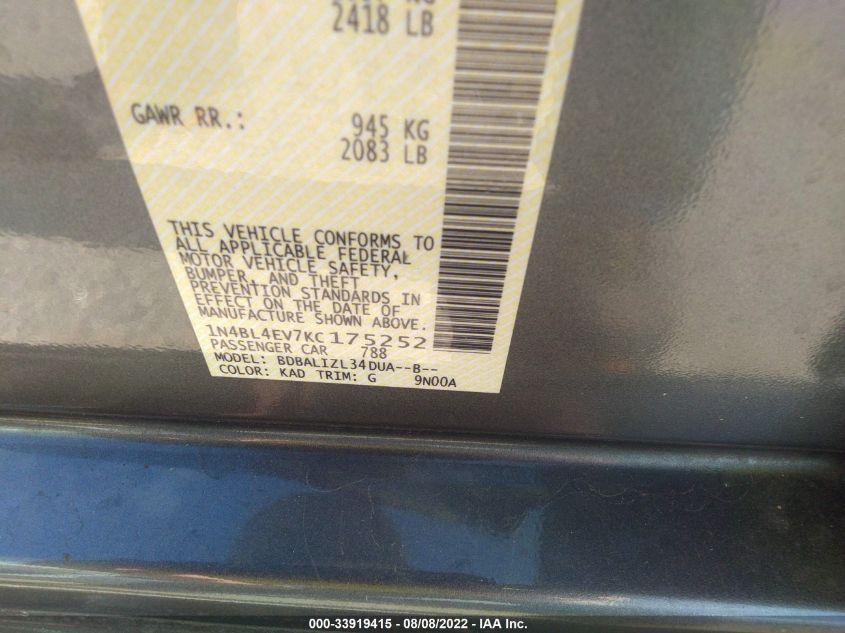 2418 LB
GAWR RR.: 945 KG
2083 LB
THIS VEHICLE CONFORMS TO
ALL APPLICABLE FEDERAL
MOTOR VEHICLE SAFETY,
BUMPER, AND THEFT
PREVENTION STANDARDS IN
EFFECT ON THE DATE OF
MANUFACTURE SHOWN ABOVE.
1N4BL4EV7KC175252
PASSENGER CAR 788
MODEL: BDBALIZL34DUA--B--
COLOR: KAD TRIM: G 9N00A
000-33919415 - 08/08/2022 - IAA Inc.